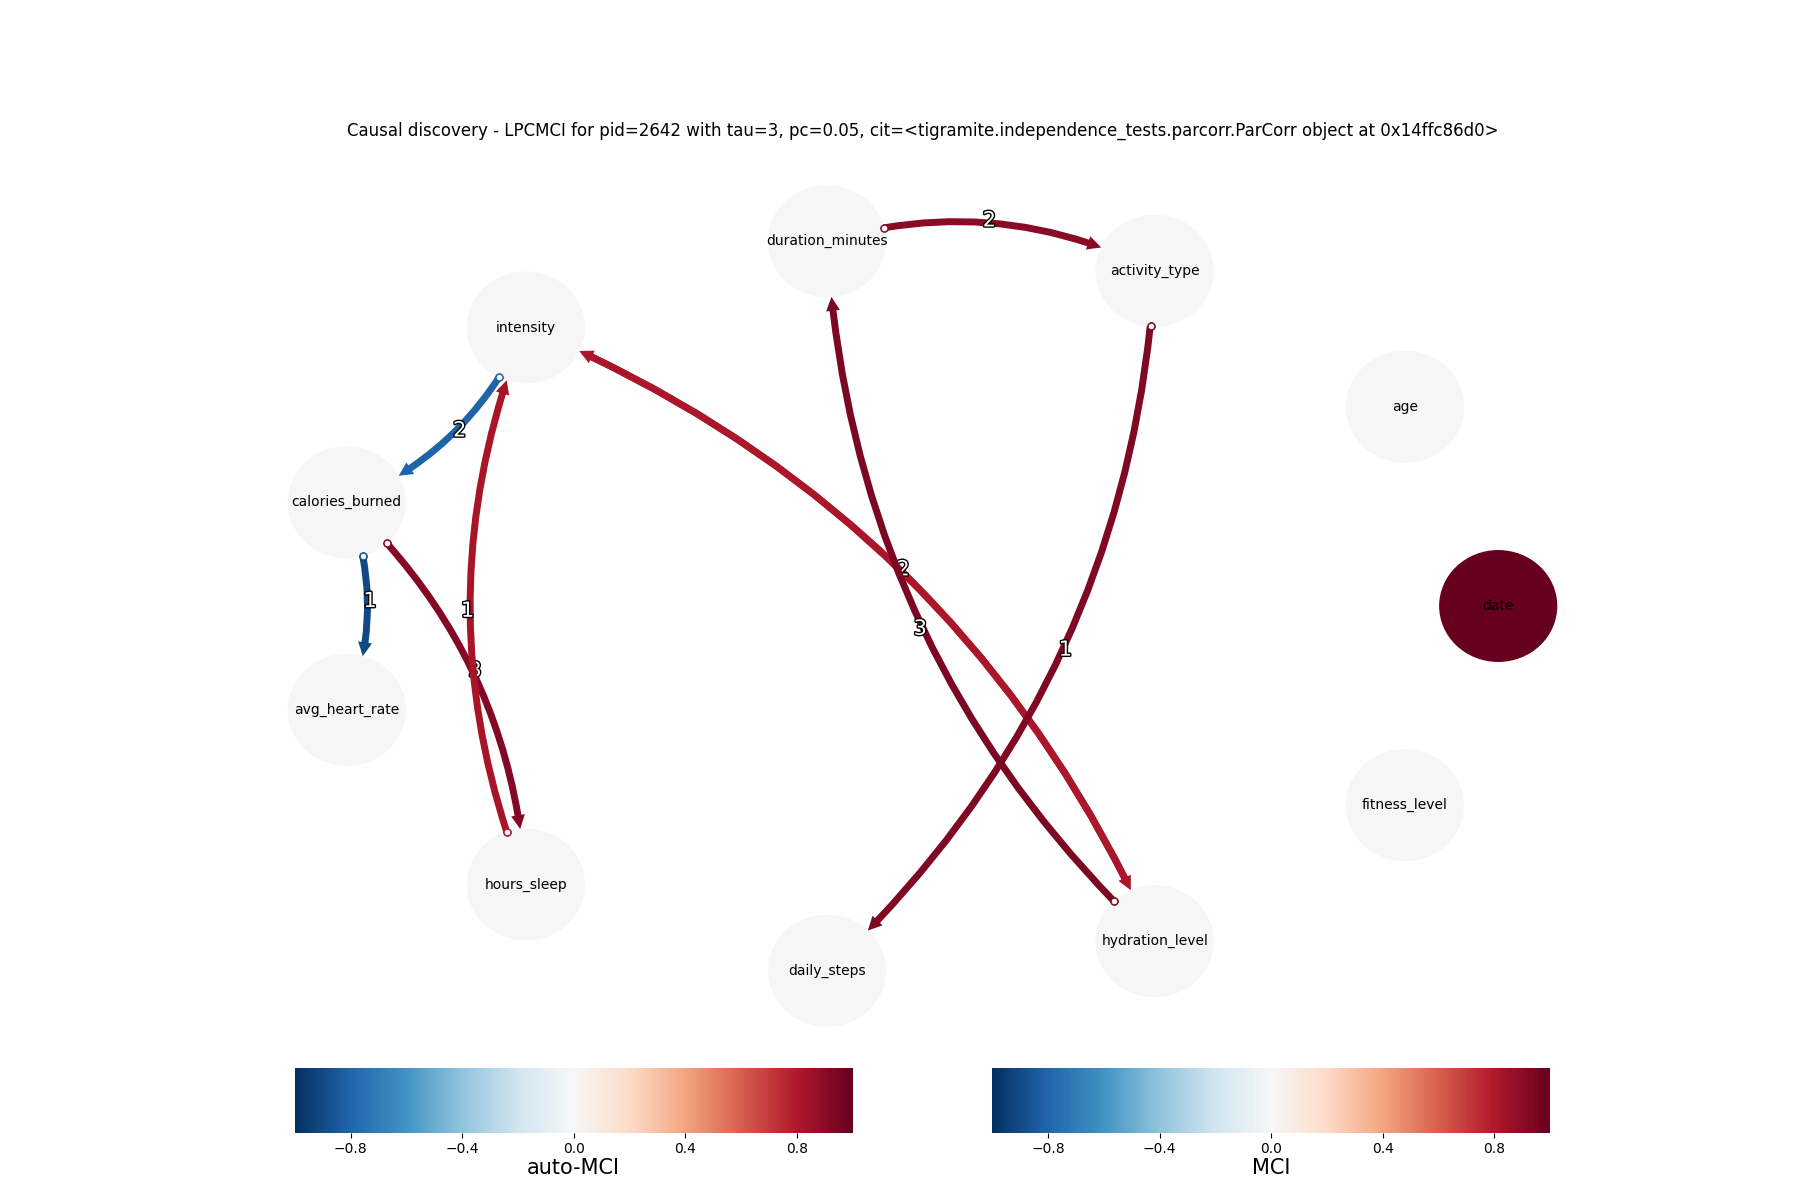 Causal discovery - LPCMCI for pid=2642 with tau=3, pc=0.05, cit=<tigramite.independence_tests.parcorr.ParCorr object at 0x14ffc86d0>
2
duration_minutes
activity_type
intensity
age
2
calories_burned
2
1
date
1
3
1
3
avg_heart_rate
fitness_level
hours_sleep
hydration_level
daily_steps
−0.8 −0.4 0.0 0.4 0.8
auto-MCI
−0.8 −0.4 0.0 0.4 0.8
MCI